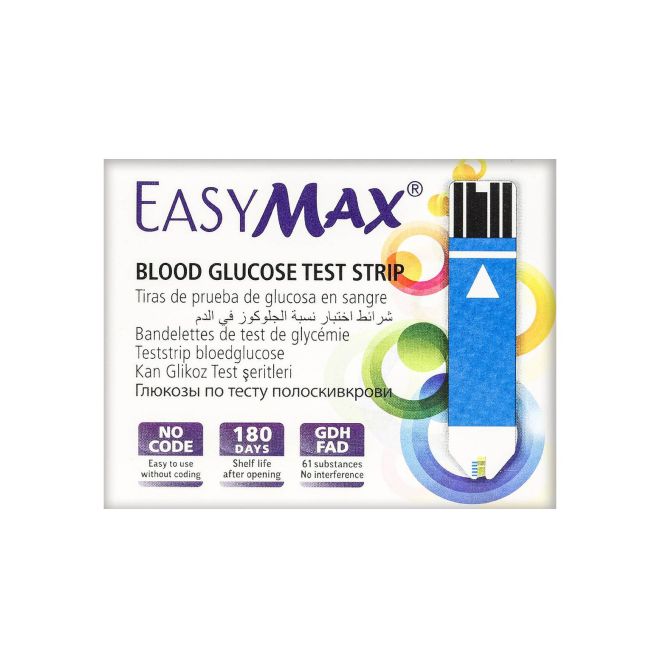 EASYMAX®
BLOOD GLUCOSE TEST STRIP
Tiras de prueba de glucosa en sangre
شرائط اختبار نسبة الجلوكوز في الدم
Bandelettes de test de glycémie
Teststrip bloedglucose
Kan Glikoz Test şeritleri
Глюкозы по тесту полоскивкрови
NO CODE
Easy to use without coding
180 DAYS
Shelf life after opening
GDH FAD
61 substances No interference